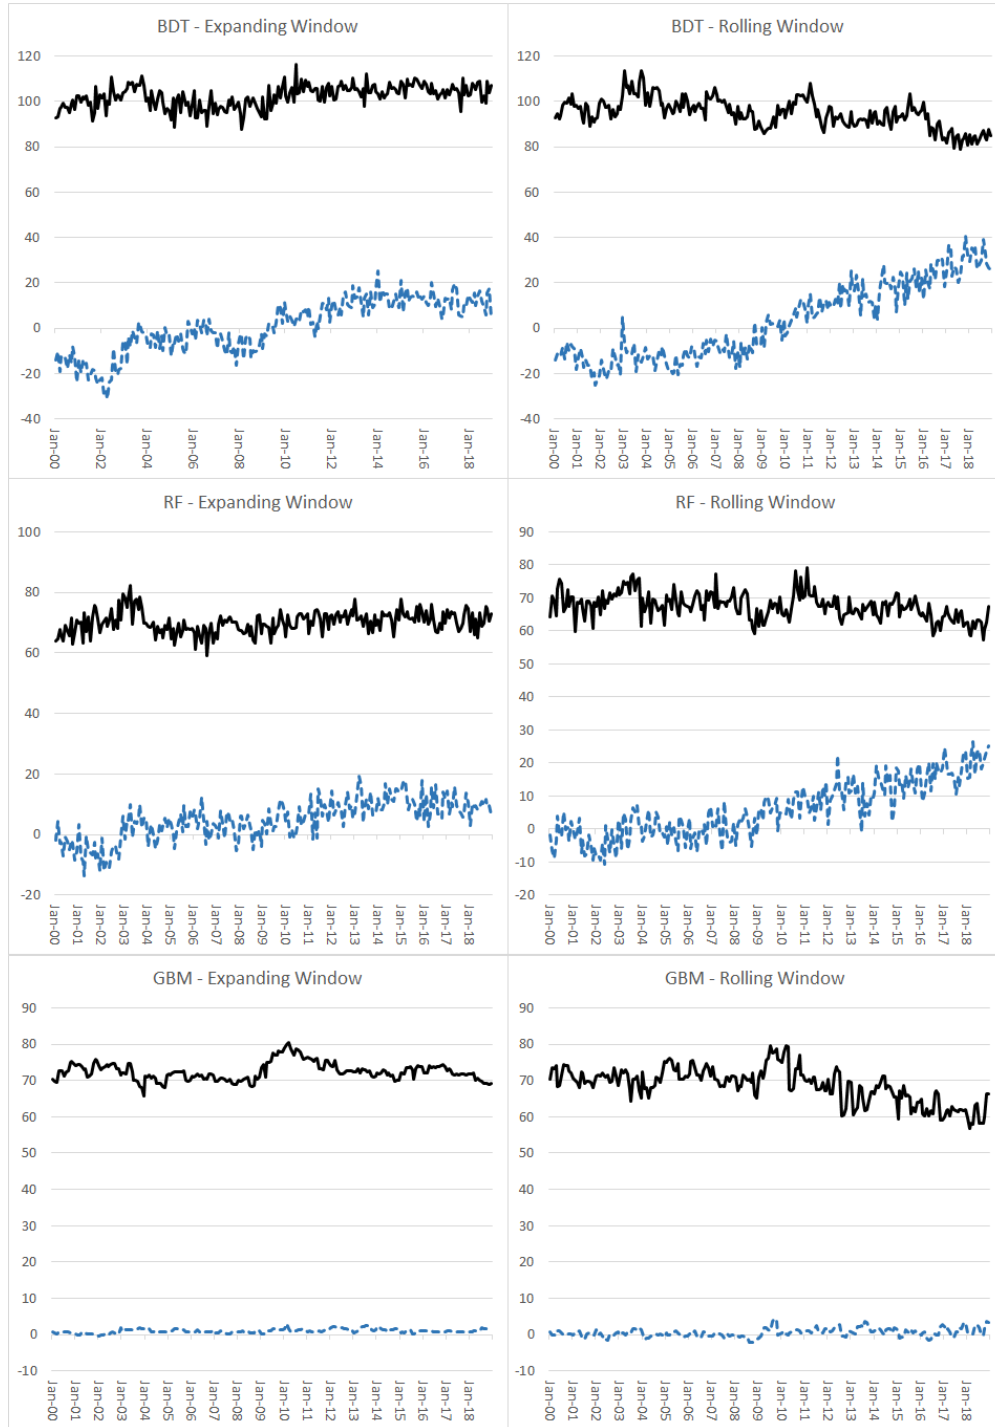 BDT - Expanding Window
120
100
80
60
40
20
0
-20
-40
Jan-00
Jan-02
Jan-04
Jan-06
Jan-08
Jan-10
Jan-12
Jan-14
Jan-16
Jan-18
BDT - Rolling Window
120
100
80
60
40
20
0
-20
-40
Jan-00
Jan-01
Jan-02
Jan-03
Jan-04
Jan-05
Jan-06
Jan-07
Jan-08
Jan-09
Jan-10
Jan-11
Jan-12
Jan-13
Jan-14
Jan-15
Jan-16
Jan-17
Jan-18
RF - Expanding Window
100
80
60
40
20
0
-20
Jan-00
Jan-01
Jan-02
Jan-03
Jan-04
Jan-05
Jan-06
Jan-07
Jan-08
Jan-09
Jan-10
Jan-11
Jan-12
Jan-13
Jan-14
Jan-15
Jan-16
Jan-17
Jan-18
RF - Rolling Window
90
80
70
60
50
40
30
20
10
0
-10
-20
Jan-00
Jan-01
Jan-02
Jan-03
Jan-04
Jan-05
Jan-06
Jan-07
Jan-08
Jan-09
Jan-10
Jan-11
Jan-12
Jan-13
Jan-14
Jan-15
Jan-16
Jan-17
Jan-18
GBM - Expanding Window
90
80
70
60
50
40
30
20
10
0
-10
Jan-00
Jan-01
Jan-02
Jan-03
Jan-04
Jan-05
Jan-06
Jan-07
Jan-08
Jan-09
Jan-10
Jan-11
Jan-12
Jan-13
Jan-14
Jan-15
Jan-16
Jan-17
Jan-18
GBM - Rolling Window
90
80
70
60
50
40
30
20
10
0
-10
Jan-00
Jan-01
Jan-02
Jan-03
Jan-04
Jan-05
Jan-06
Jan-07
Jan-08
Jan-09
Jan-10
Jan-11
Jan-12
Jan-13
Jan-14
Jan-15
Jan-16
Jan-17
Jan-18